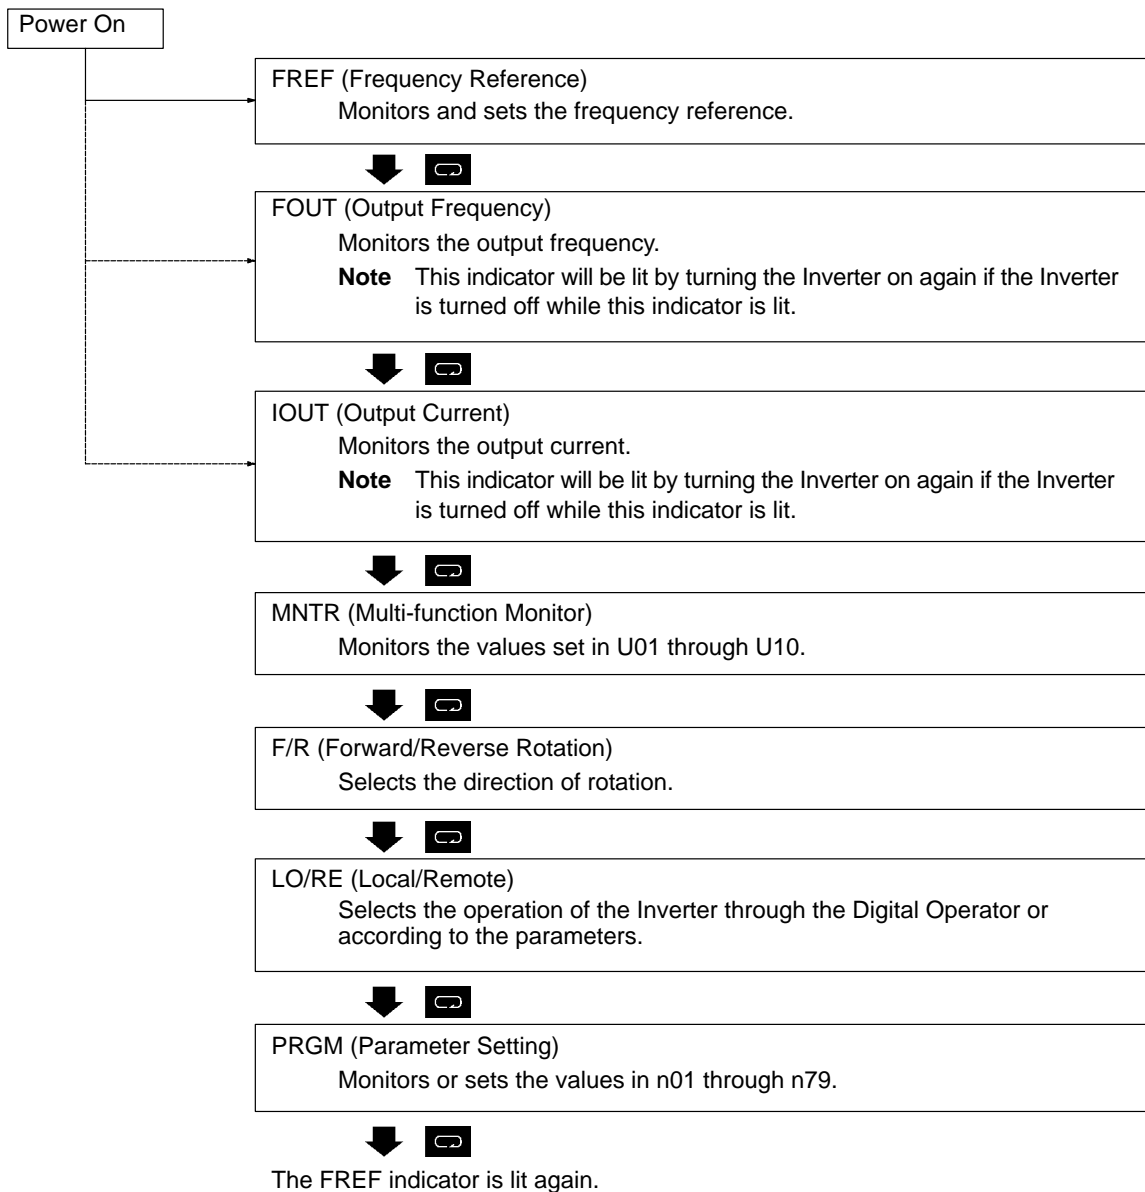 Power On
FREF (Frequency Reference)
Monitors and sets the frequency reference.
FOUT (Output Frequency)
Monitors the output frequency.
Note This indicator will be lit by turning the Inverter on again if the Inverter
is turned off while this indicator is lit.
IOUT (Output Current)
Monitors the output current.
Note This indicator will be lit by turning the Inverter on again if the Inverter
is turned off while this indicator is lit.
MNTR (Multi-function Monitor)
Monitors the values set in U01 through U10.
F/R (Forward/Reverse Rotation)
Selects the direction of rotation.
LO/RE (Local/Remote)
Selects the operation of the Inverter through the Digital Operator or
according to the parameters.
PRGM (Parameter Setting)
Monitors or sets the values in n01 through n79.
The FREF indicator is lit again.